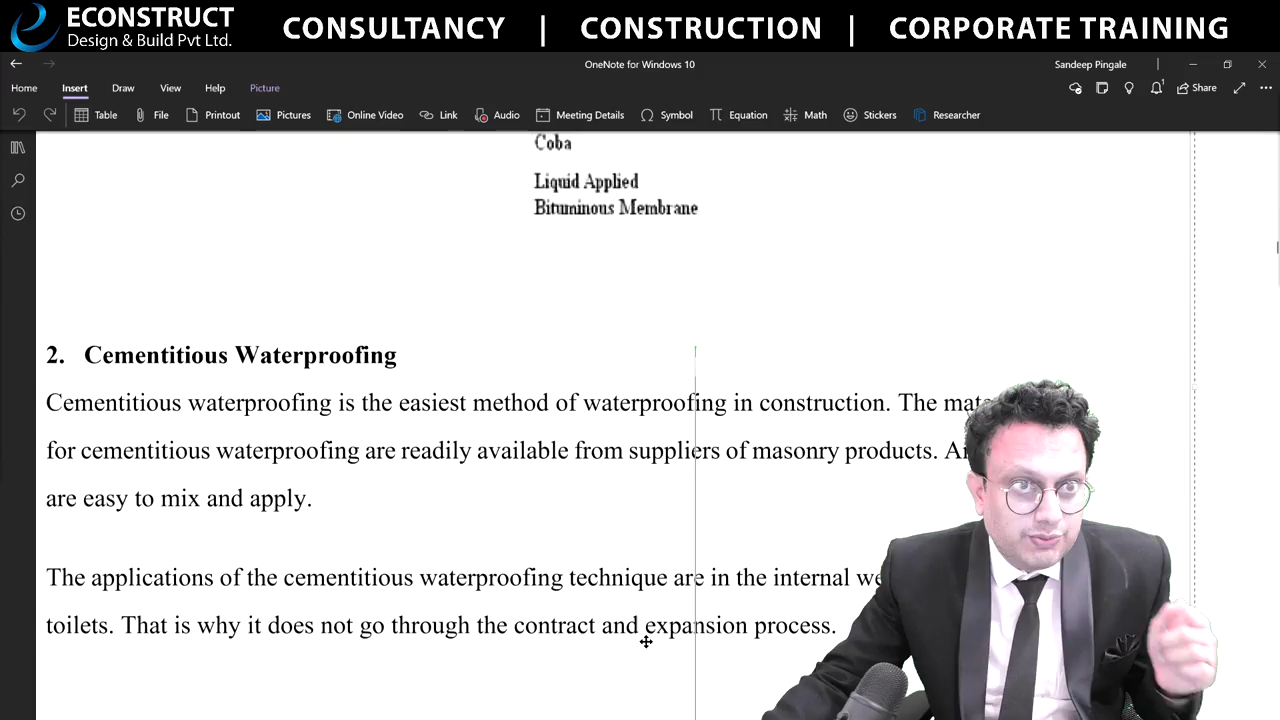 ECONSTRUCT
Design & Build Pvt Ltd.
CONSULTANCY | CONSTRUCTION | CORPORATE TRAINING
OneNote for Windows 10
Sandeep Pingale
Home Insert Draw View Help Picture
Share
Table File Printout Pictures Online Video Link Audio Meeting Details Symbol Equation Math Stickers Researcher
Coba
Liquid Applied
Bituminous Membrane
2. Cementitious Waterproofing
Cementitious waterproofing is the easiest method of waterproofing in construction. The
for cementitious waterproofing are readily available from suppliers of masonry products.
are easy to mix and apply.
The applications of the cementitious waterproofing technique are in the internal
toilets. That is why it does not go through the contract and expansion process.